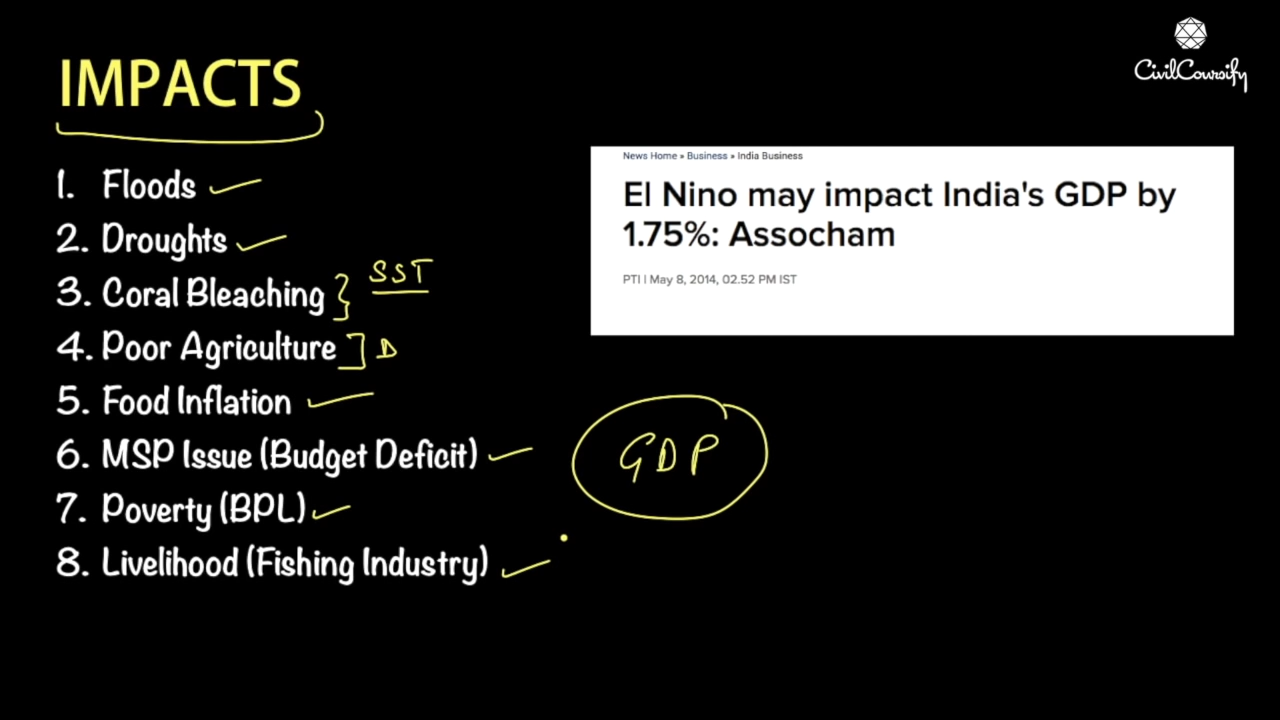 IMPACTS
CivilCoursify
1. Floods
2. Droughts
3. Coral Bleaching } SST
4. Poor Agriculture ] D
5. Food Inflation
6. MSP Issue (Budget Deficit)
7. Poverty (BPL)
8. Livelihood (Fishing Industry)
News Home » Business » India Business
El Nino may impact India's GDP by
1.75%: Assocham
PTI | May 8, 2014, 02.52 PM IST
GDP